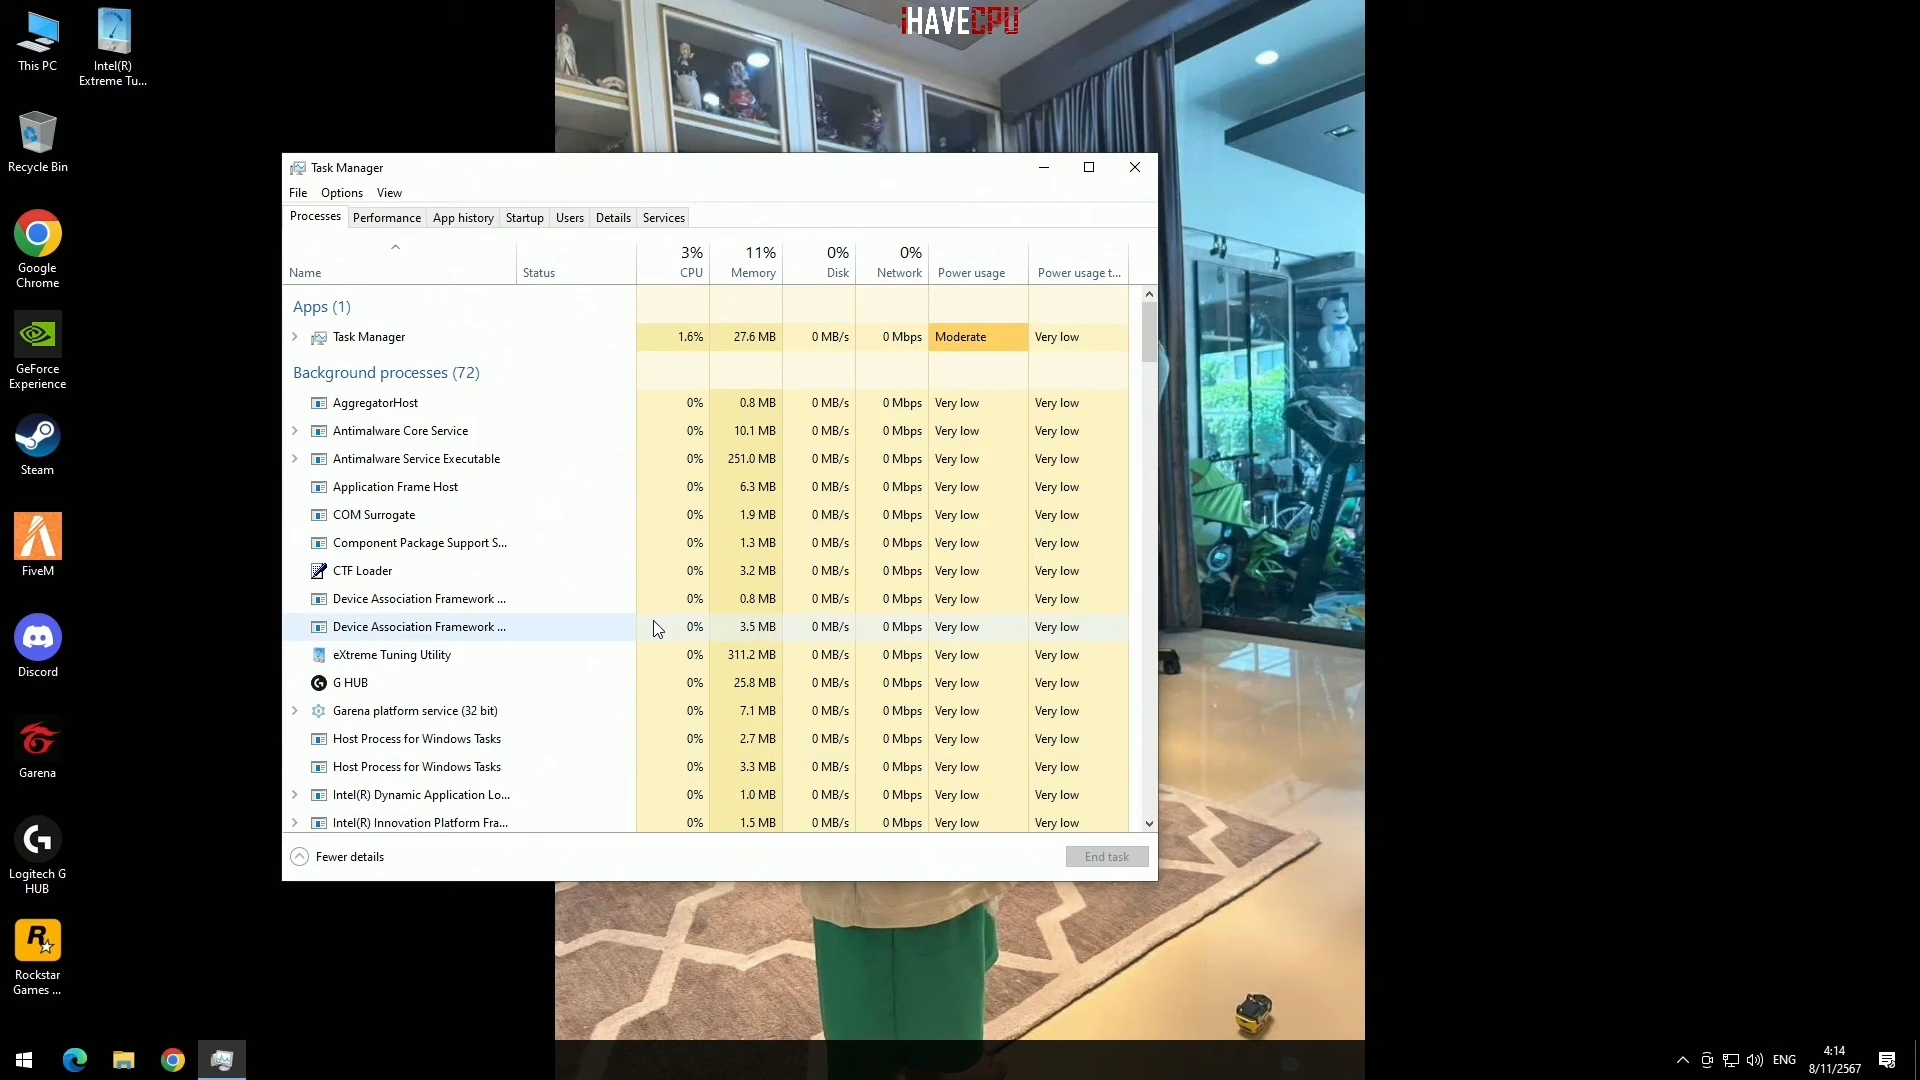 iHAVECPU
This PC
Intel(R)
Extreme Tu...
Recycle Bin
Google
Chrome
GeForce
Experience
Steam
FiveM
Discord
Garena
Logitech G
HUB
Rockstar
Games ...
Task Manager
File Options View
Processes Performance App history Startup Users Details Services
3% 11% 0% 0%
Name Status CPU Memory Disk Network Power usage Power usage t...
Apps (1)
Task Manager 1.6% 27.6 MB 0 MB/s 0 Mbps Moderate Very low
Background processes (72)
AggregatorHost 0% 0.8 MB 0 MB/s 0 Mbps Very low Very low
Antimalware Core Service 0% 10.1 MB 0 MB/s 0 Mbps Very low Very low
Antimalware Service Executable 0% 251.0 MB 0 MB/s 0 Mbps Very low Very low
Application Frame Host 0% 6.3 MB 0 MB/s 0 Mbps Very low Very low
COM Surrogate 0% 1.9 MB 0 MB/s 0 Mbps Very low Very low
Component Package Support S... 0% 1.3 MB 0 MB/s 0 Mbps Very low Very low
CTF Loader 0% 3.2 MB 0 MB/s 0 Mbps Very low Very low
Device Association Framework ... 0% 0.8 MB 0 MB/s 0 Mbps Very low Very low
Device Association Framework ... 0% 3.5 MB 0 MB/s 0 Mbps Very low Very low
eXtreme Tuning Utility 0% 311.2 MB 0 MB/s 0 Mbps Very low Very low
G HUB 0% 25.8 MB 0 MB/s 0 Mbps Very low Very low
Garena platform service (32 bit) 0% 7.1 MB 0 MB/s 0 Mbps Very low Very low
Host Process for Windows Tasks 0% 2.7 MB 0 MB/s 0 Mbps Very low Very low
Host Process for Windows Tasks 0% 3.3 MB 0 MB/s 0 Mbps Very low Very low
Intel(R) Dynamic Application Lo... 0% 1.0 MB 0 MB/s 0 Mbps Very low Very low
Intel(R) Innovation Platform Fra... 0% 1.5 MB 0 MB/s 0 Mbps Very low Very low
Fewer details End task
ENG
4:14
8/11/2567